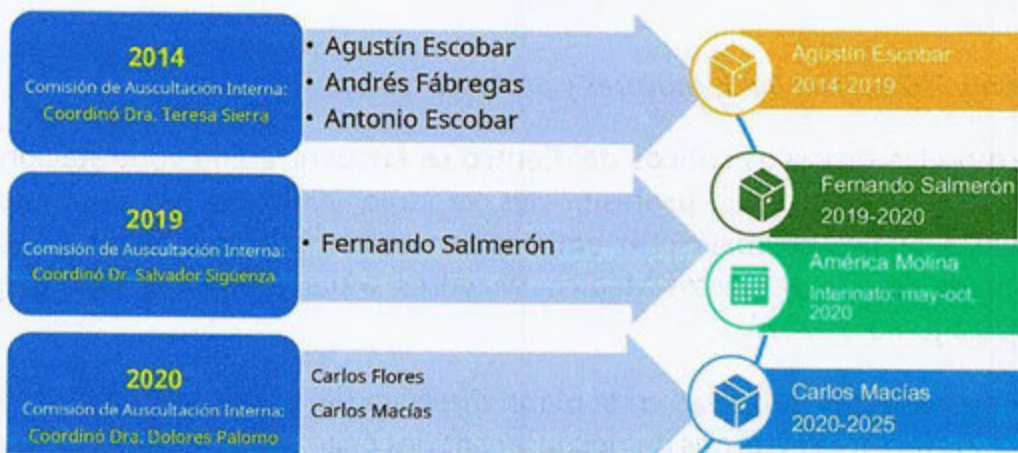 2014
Comisión de Auscultación Interna:
Coordinó Dra. Teresa Sierra
• Agustín Escobar
• Andrés Fábregas
• Antonio Escobar
Agustín Escobar
2014-2019
2019
Comisión de Auscultación Interna:
Coordinó Dr. Salvador Sigüenza
• Fernando Salmerón
Fernando Salmerón
2019-2020
América Molina
Interinato: may-oct,
2020
2020
Comisión de Auscultación Interna:
Coordinó Dra. Dolores Palomo
Carlos Flores
Carlos Macías
Carlos Macías
2020-2025